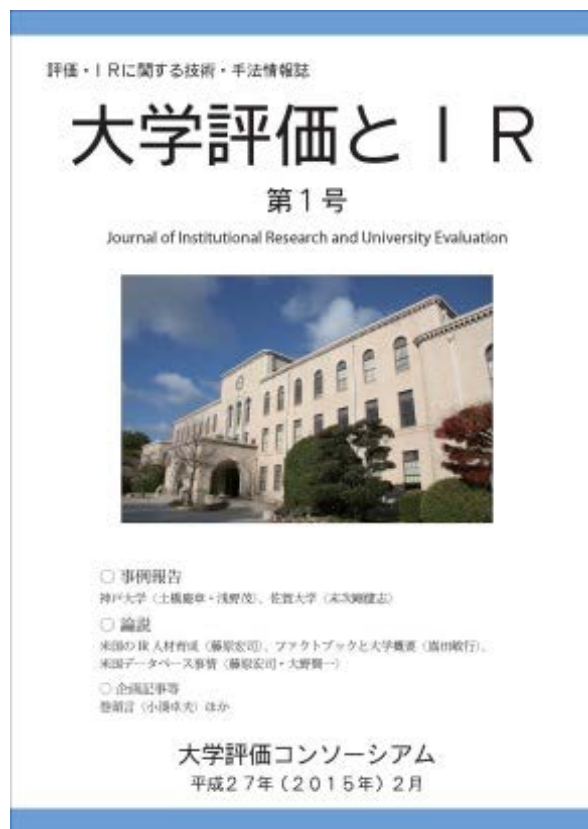 評価・IRに関する技術・手法情報誌
大学評価とIR
第1号
Journal of Institutional Research and University Evaluation
○ 事例報告
神戸大学（土橋慶章・浅野茂）、佐賀大学（末次剛健志）
○ 論説
米国の IR 人材育成（藤原宏司）、ファクトブックと大学概要（嶌田敏行）、
米国データベース事情（藤原宏司・大野賢一）
○ 企画記事等
巻頭言（小湊卓夫）ほか
大学評価コンソーシアム
平成27年（2015年）2月